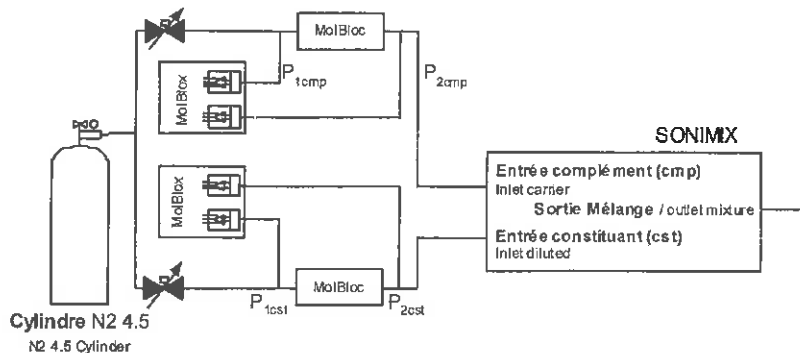 MolBloc
P1cmp
P2cmp
MolBlox
SONIMIX
Entrée complément (cmp)
Inlet carrier
Sortie Mélange / outlet mixture
Entrée constituant (cst)
Inlet diluted
MolBlox
MolBloc
P1cst
P2cst
Cylindre N2 4.5
N2 4.5 Cylinder